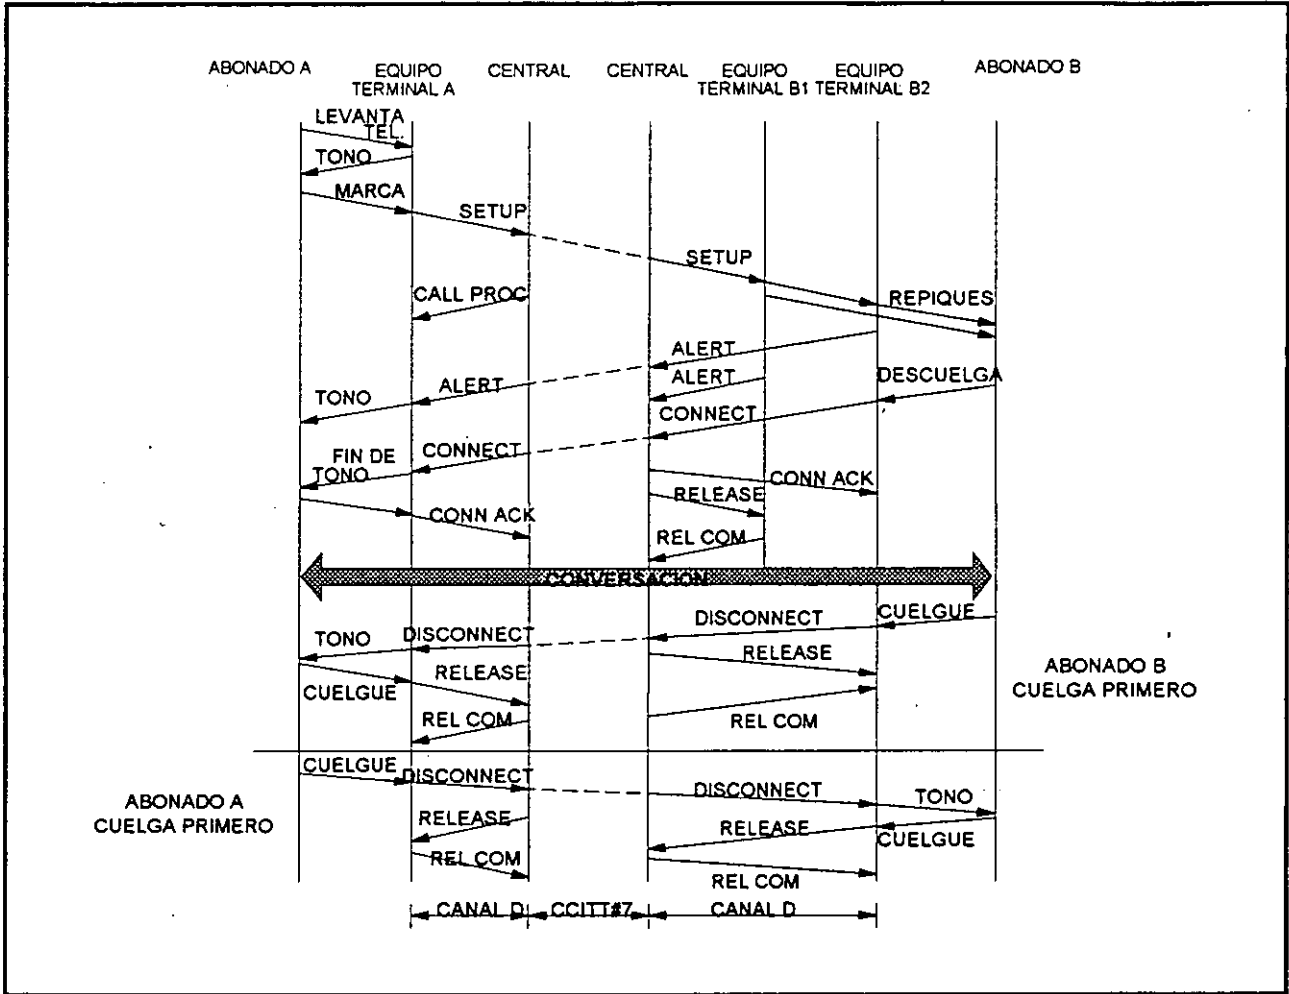 ABONADO A
EQUIPO
TERMINAL A
CENTRAL
CENTRAL
EQUIPO
TERMINAL B1
EQUIPO
TERMINAL B2
ABONADO B
LEVANTA
TEL.
TONO
MARCA
SETUP
SETUP
CALL PROC
REPIQUES
ALERT
ALERT
DESCUELGA
ALERT
TONO
CONNECT
CONNECT
FIN DE
TONO
CONN ACK
RELEASE
CONN ACK
REL COM
CONVERSACION
CUELGUE
DISCONNECT
DISCONNECT
TONO
RELEASE
RELEASE
CUELGUE
REL COM
REL COM
ABONADO B
CUELGA PRIMERO
CUELGUE
DISCONNECT
DISCONNECT
TONO
ABONADO A
CUELGA PRIMERO
RELEASE
RELEASE
CUELGUE
REL COM
REL COM
CANAL D
CCITT#7
CANAL D